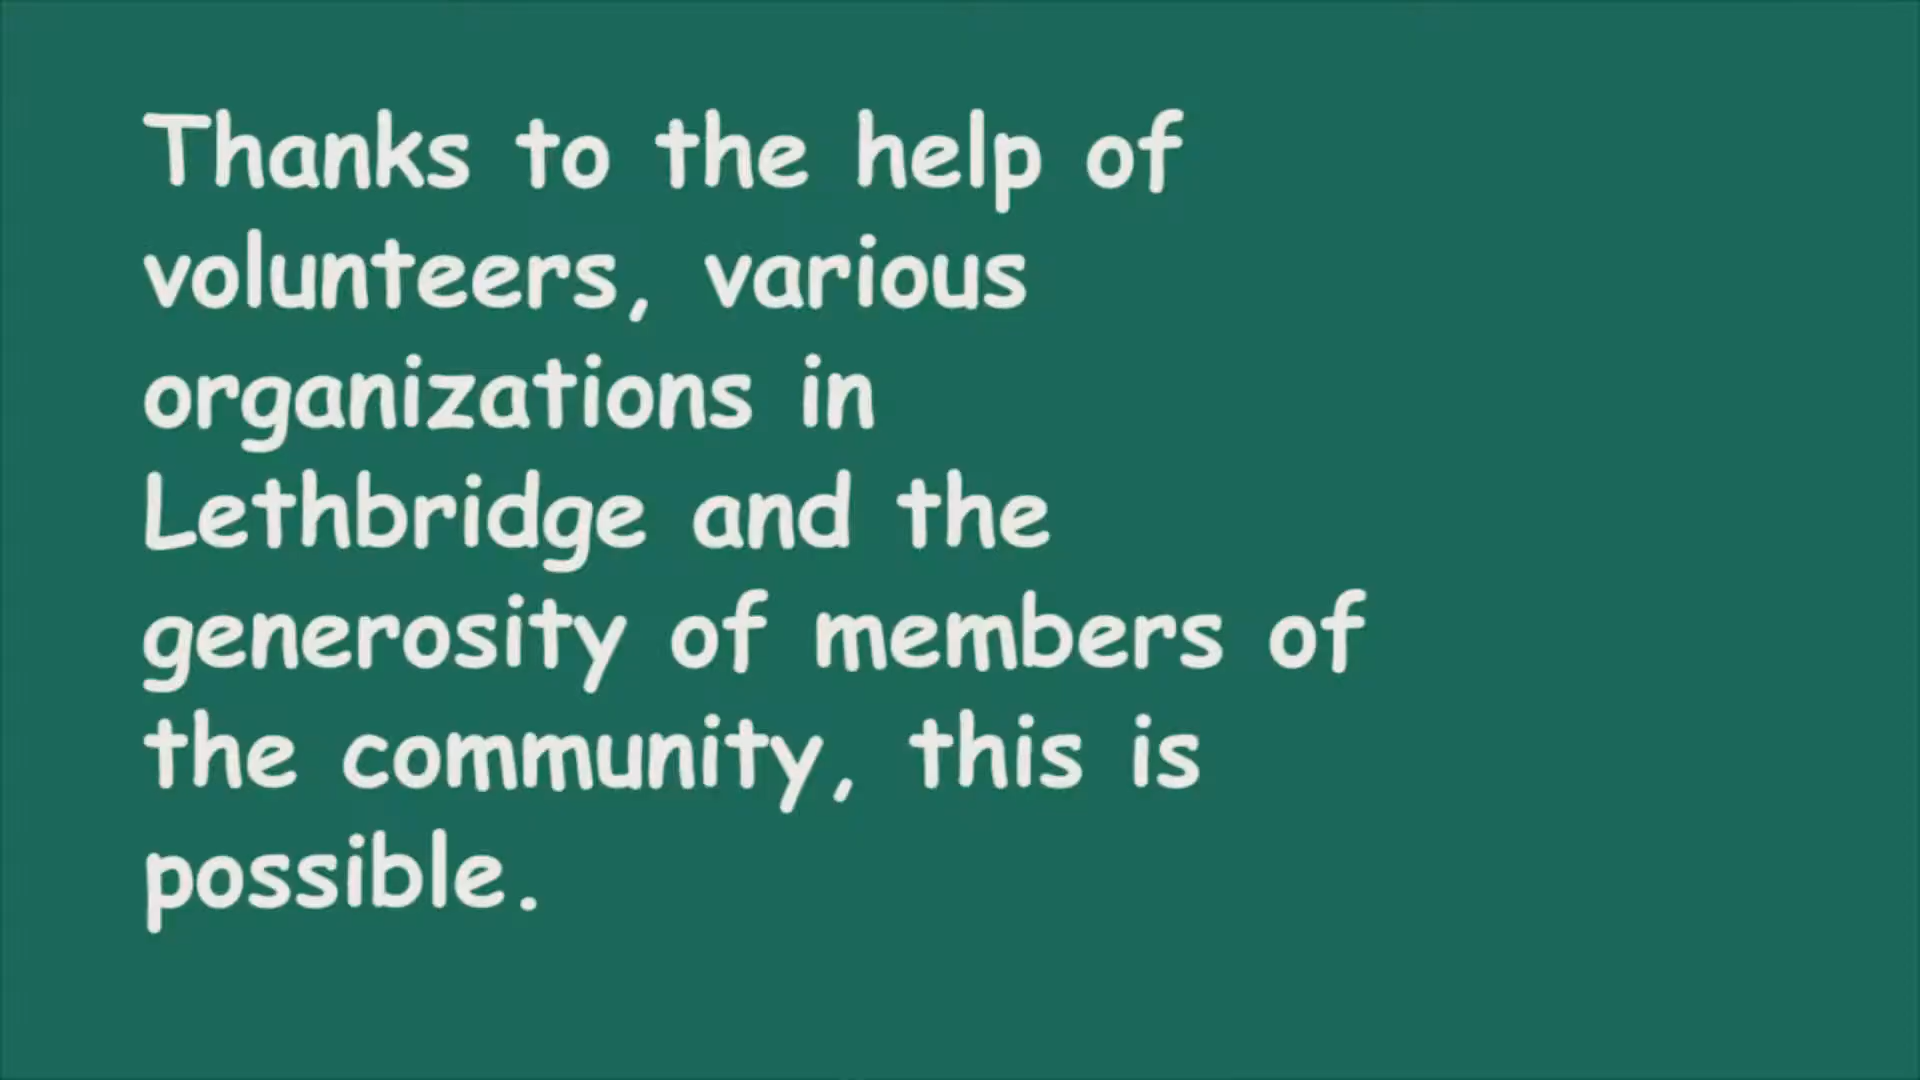 Thanks to the help of
volunteers, various
organizations in
Lethbridge and the
generosity of members of
the community, this is
possible.